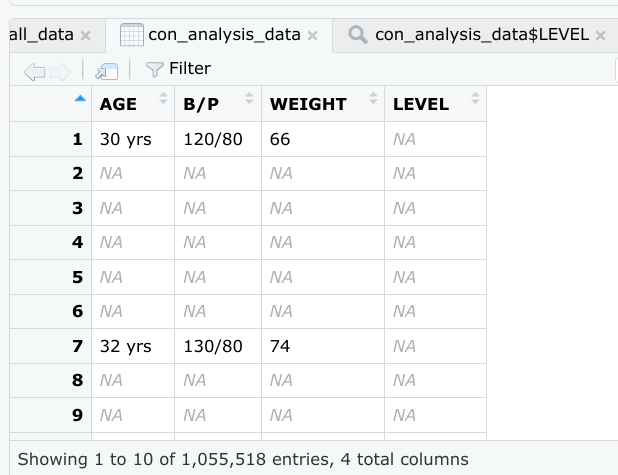 all_data con_analysis_data con_analysis_data$LEVEL
Filter
AGE B/P WEIGHT LEVEL
1 30 yrs 120/80 66 NA
2 NA NA NA NA
3 NA NA NA NA
4 NA NA NA NA
5 NA NA NA NA
6 NA NA NA NA
7 32 yrs 130/80 74 NA
8 NA NA NA NA
9 NA NA NA NA
Showing 1 to 10 of 1,055,518 entries, 4 total columns